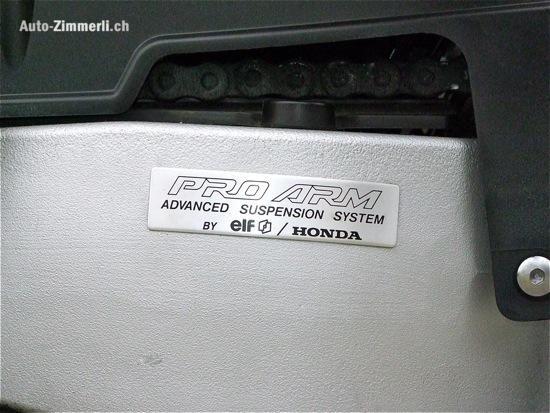 Auto-Zimmerli.ch
PRO ARM
ADVANCED SUSPENSION SYSTEM
BY elf / HONDA